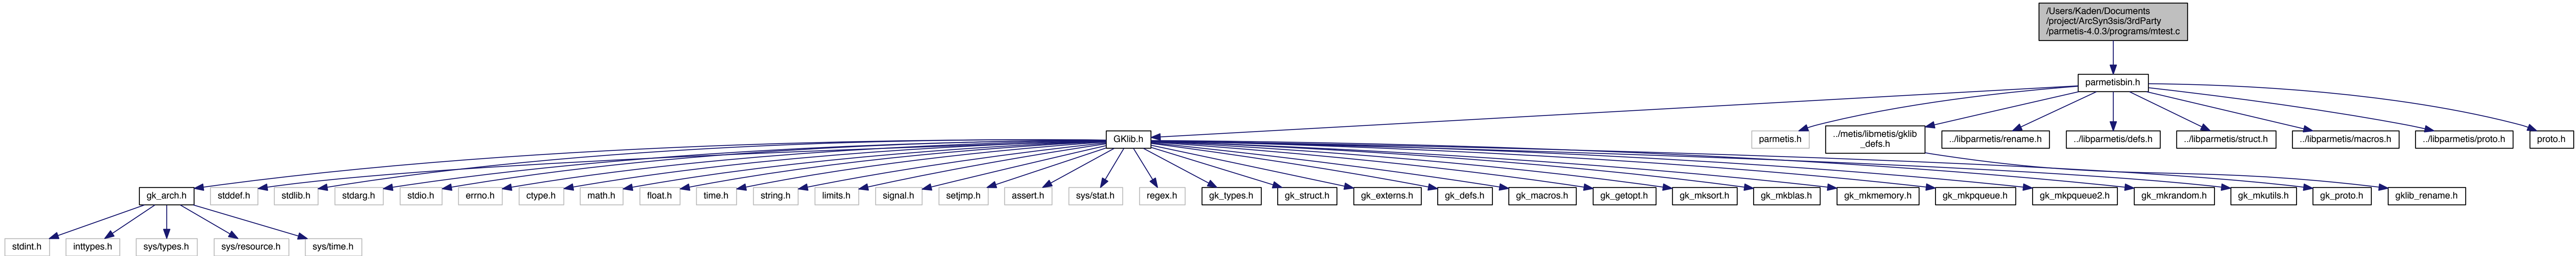 /Users/Kaden/Documents
/project/ArcSyn3sis/3rdParty
/parmetis-4.0.3/programs/mtest.c
parmetisbin.h
GKlib.h
parmetis.h
../metis/libmetis/gklib
_defs.h
../libparmetis/rename.h
../libparmetis/defs.h
../libparmetis/struct.h
../libparmetis/macros.h
../libparmetis/proto.h
proto.h
gk_arch.h
stddef.h
stdlib.h
stdarg.h
stdio.h
errno.h
ctype.h
math.h
float.h
time.h
string.h
limits.h
signal.h
setjmp.h
assert.h
sys/stat.h
regex.h
gk_types.h
gk_struct.h
gk_externs.h
gk_defs.h
gk_macros.h
gk_getopt.h
gk_mksort.h
gk_mkblas.h
gk_mkmemory.h
gk_mkpqueue.h
gk_mkpqueue2.h
gk_mkrandom.h
gk_mkutils.h
gk_proto.h
gklib_rename.h
stdint.h
inttypes.h
sys/types.h
sys/resource.h
sys/time.h